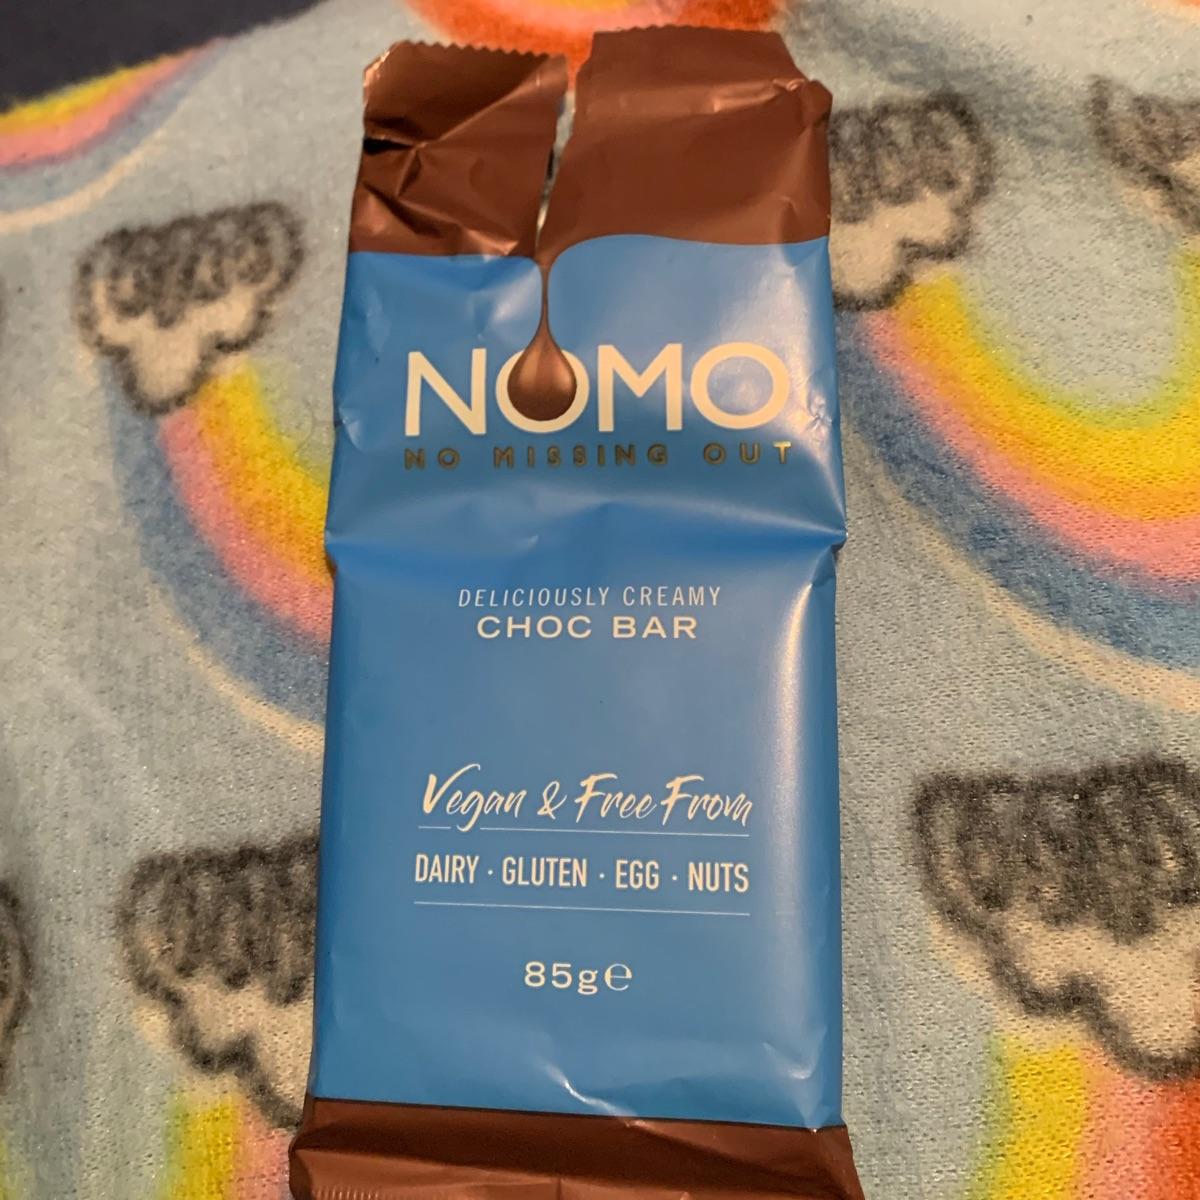 NOMO
NO MISSING OUT
DELICIOUSLY CREAMY
CHOC BAR
Vegan & Free From
DAIRY · GLUTEN · EGG · NUTS
85g℮